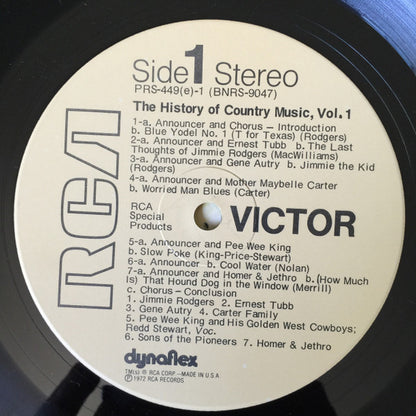 Side 1 Stereo
PRS-449(e)-1 (BNRS-9047)
The History of Country Music, Vol. 1
1-a. Announcer and Chorus — Introduction
b. Blue Yodel No. 1 (T for Texas) (Rodgers)
2-a. Announcer and Ernest Tubb b. The Last
Thoughts of Jimmie Rodgers (MacWilliams)
3-a. Announcer and Gene Autry b. Jimmie the Kid
(Rodgers)
4-a. Announcer and Mother Maybelle Carter
b. Worried Man Blues (Carter)
RCA
RCA
Special
Products
VICTOR
5-a. Announcer and Pee Wee King
b. Slow Poke (King-Price-Stewart)
6-a. Announcer b. Cool Water (Nolan)
7-a. Announcer and Homer & Jethro b. (How Much
Is) That Hound Dog in the Window (Merrill)
c. Chorus-Conclusion
1. Jimmie Rodgers 2. Ernest Tubb
3. Gene Autry 4. Carter Family
5. Pee Wee King and His Golden West Cowboys;
Redd Stewart, Voc.
6. Sons of the Pioneers 7. Homer & Jethro
dynaflex
TM(s) ® RCA CORP.—MADE IN U.S.A
Ⓟ 1972 RCA RECORDS